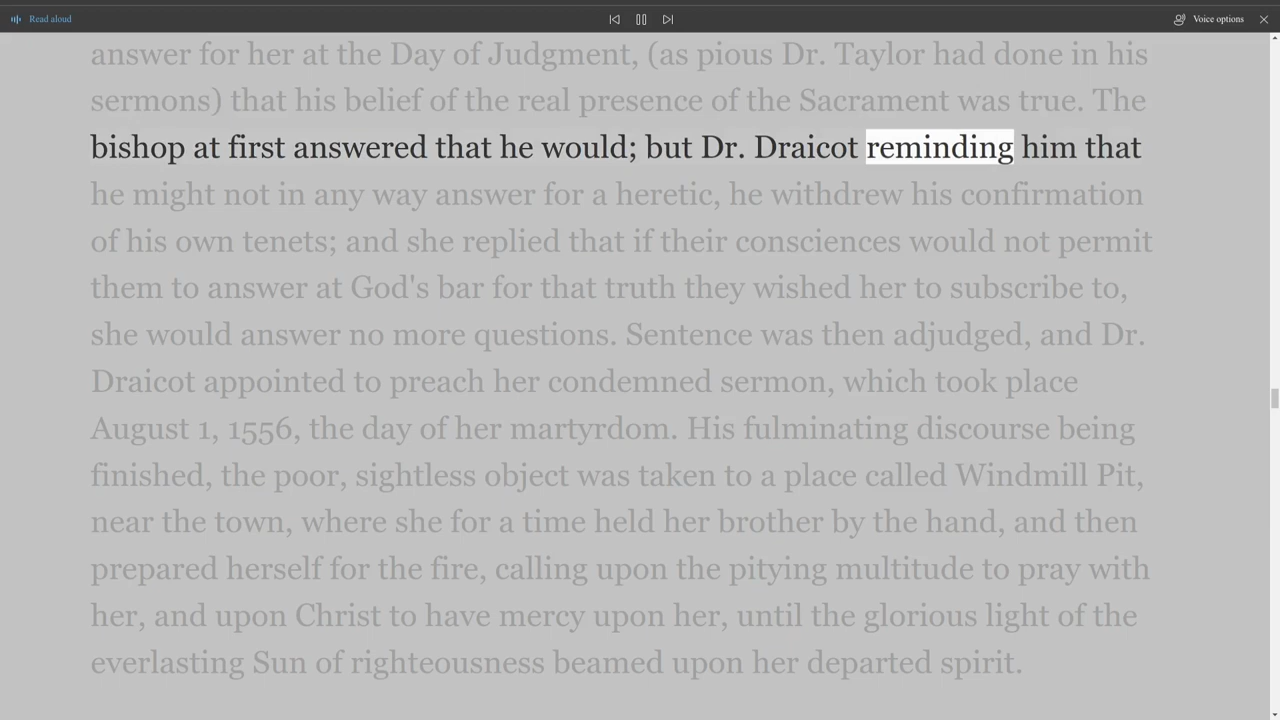 Read aloud
Voice options
answer for her at the Day of Judgment, (as pious Dr. Taylor had done in his
sermons) that his belief of the real presence of the Sacrament was true. The
bishop at first answered that he would; but Dr. Draicot reminding him that
he might not in any way answer for a heretic, he withdrew his confirmation
of his own tenets; and she replied that if their consciences would not permit
them to answer at God's bar for that truth they wished her to subscribe to,
she would answer no more questions. Sentence was then adjudged, and Dr.
Draicot appointed to preach her condemned sermon, which took place
August 1, 1556, the day of her martyrdom. His fulminating discourse being
finished, the poor, sightless object was taken to a place called Windmill Pit,
near the town, where she for a time held her brother by the hand, and then
prepared herself for the fire, calling upon the pitying multitude to pray with
her, and upon Christ to have mercy upon her, until the glorious light of the
everlasting Sun of righteousness beamed upon her departed spirit.